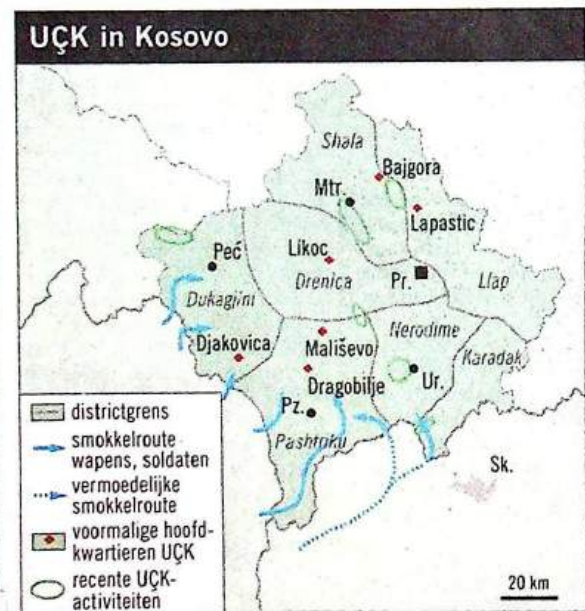 UÇK in Kosovo
Shala
Bajgora
Mtr.
Lapastic
Peć
Likoc
Drenica
Pr.
Llap
Dukagjini
Djakovica
Mališevo
Nerodime
Karadak
Dragobilje
Ur.
Pz.
Pashtriku
Sk.
districtgrens
smokkelroute
wapens, soldaten
vermoedelijke
smokkelroute
voormalige hoofd-
kwartieren UÇK
recente UÇK-
activiteiten
20 km